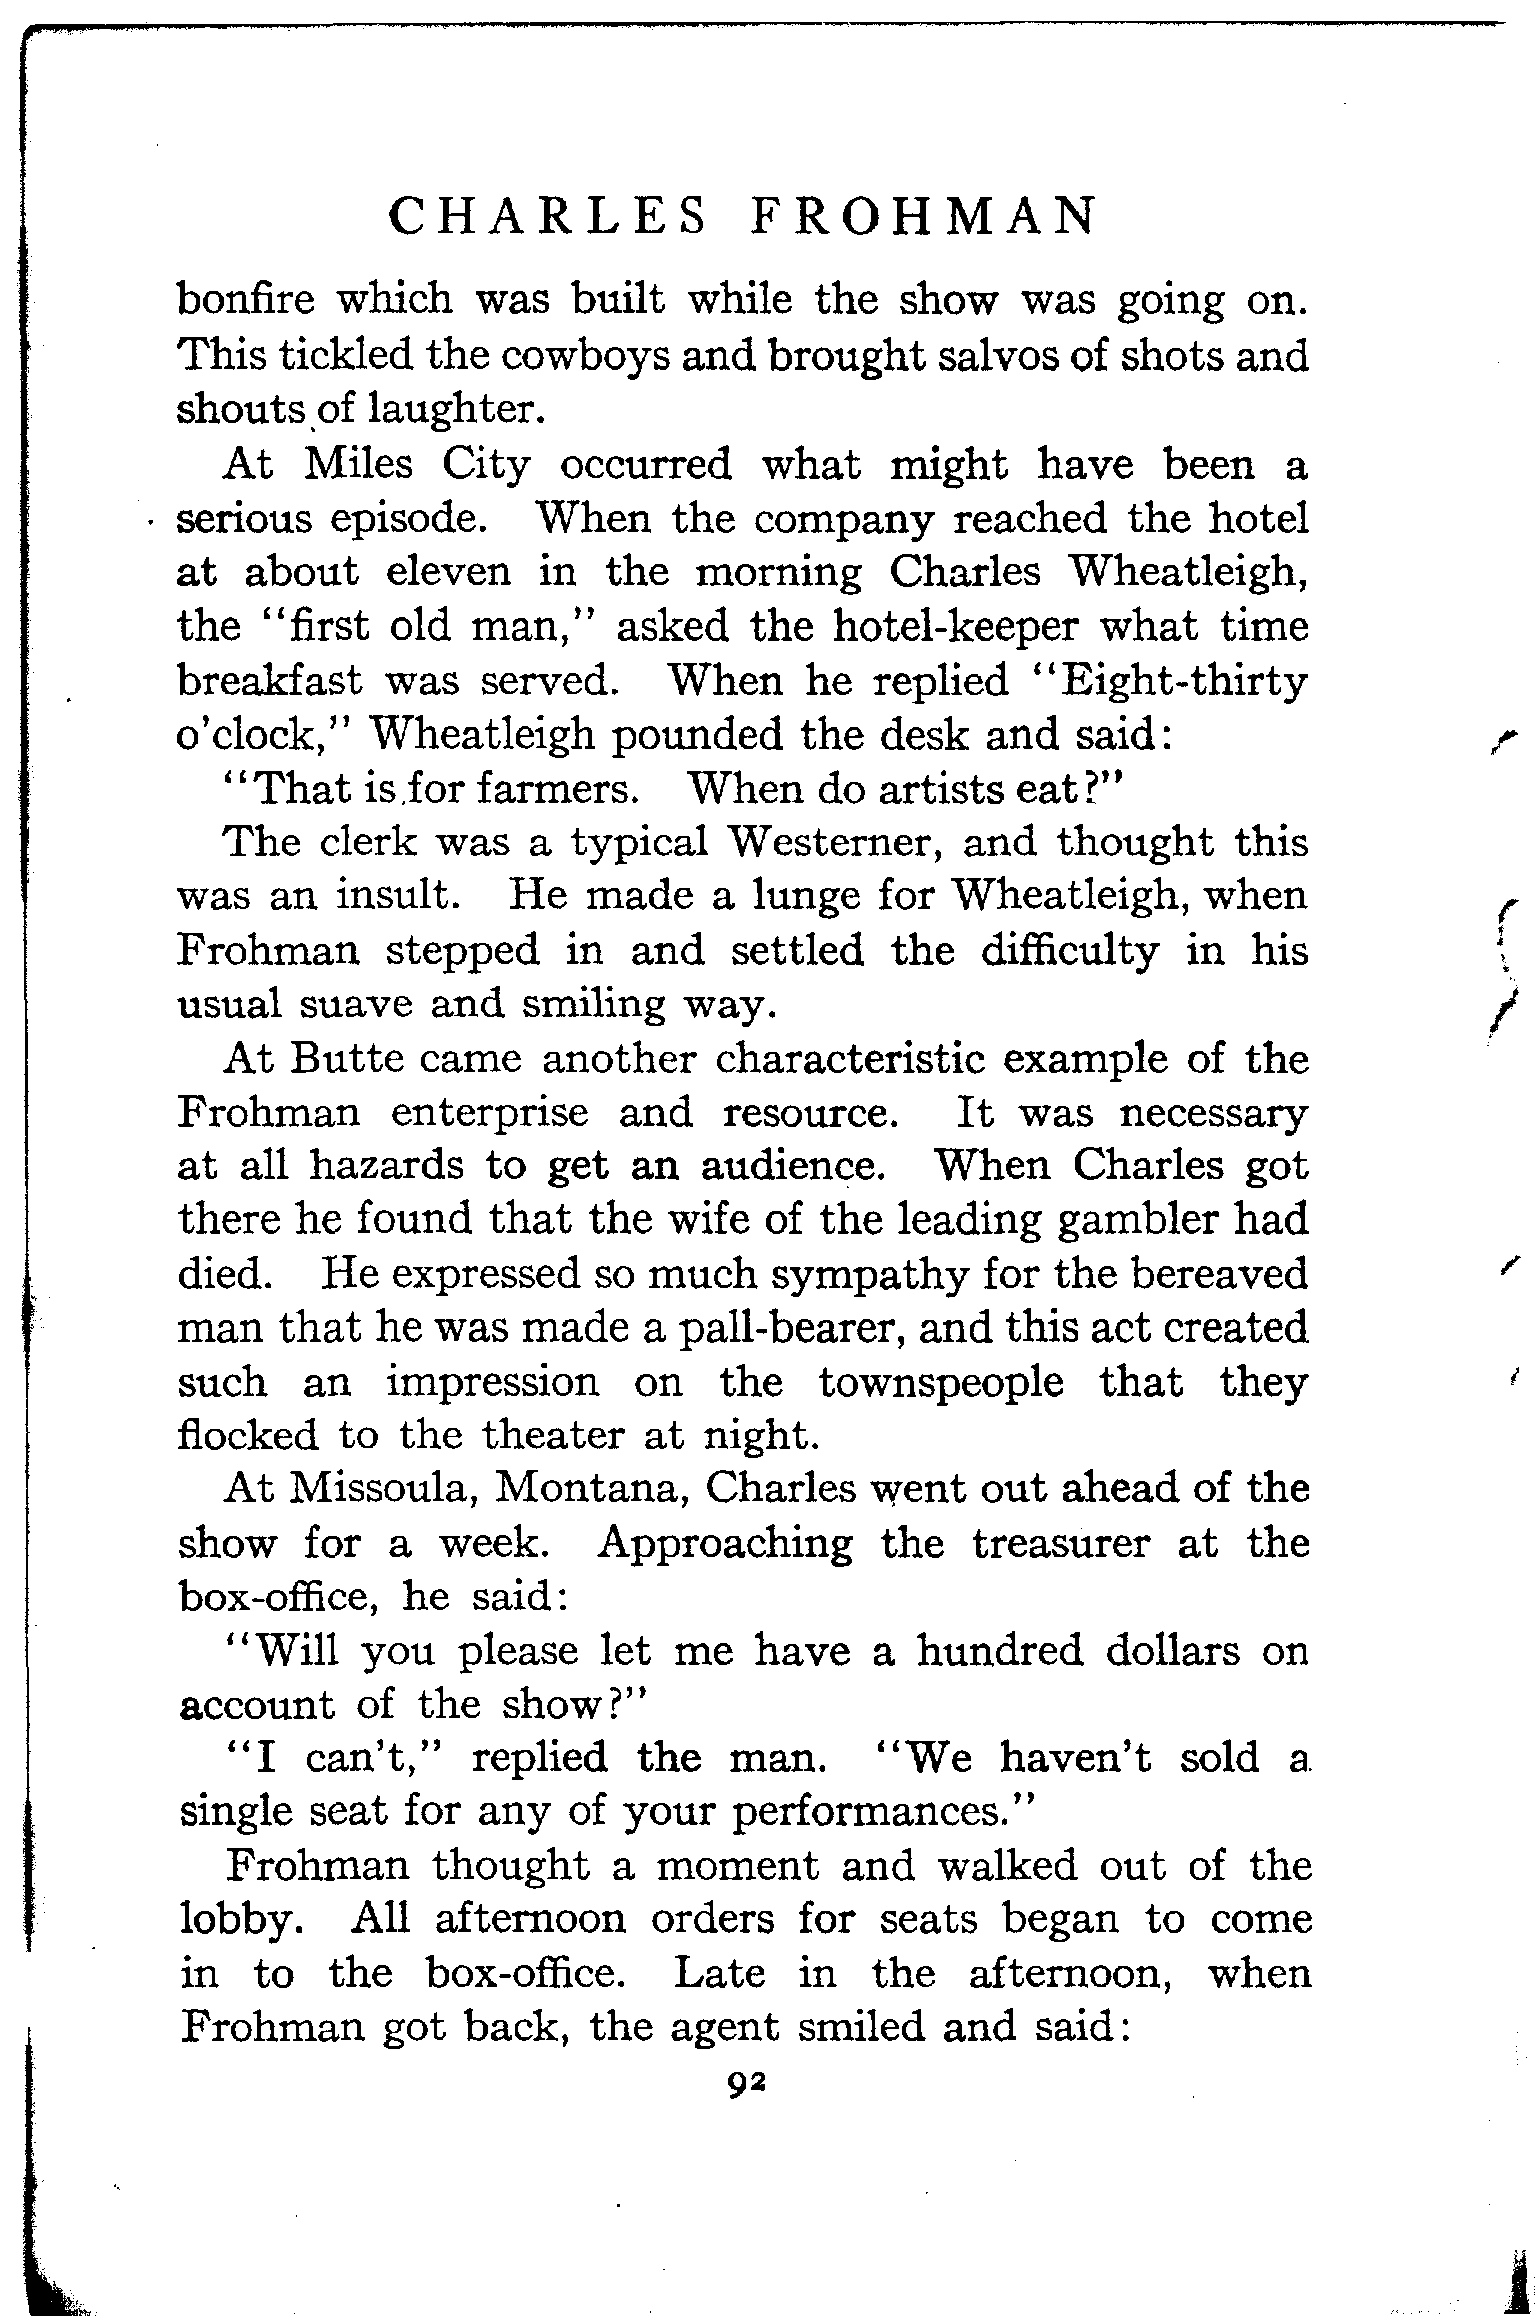 CHARLES FROHMAN
bonfire which was built while the show was going on.
This tickled the cowboys and brought salvos of shots and
shouts of laughter.
At Miles City occurred what might have been a
serious episode. When the company reached the hotel
at about eleven in the morning Charles Wheatleigh,
the "first old man," asked the hotel-keeper what time
breakfast was served. When he replied "Eight-thirty
o'clock," Wheatleigh pounded the desk and said:
"That is for farmers. When do artists eat?"
The clerk was a typical Westerner, and thought this
was an insult. He made a lunge for Wheatleigh, when
Frohman stepped in and settled the difficulty in his
usual suave and smiling way.
At Butte came another characteristic example of the
Frohman enterprise and resource. It was necessary
at all hazards to get an audience. When Charles got
there he found that the wife of the leading gambler had
died. He expressed so much sympathy for the bereaved
man that he was made a pall-bearer, and this act created
such an impression on the townspeople that they
flocked to the theater at night.
At Missoula, Montana, Charles went out ahead of the
show for a week. Approaching the treasurer at the
box-office, he said:
"Will you please let me have a hundred dollars on
account of the show?"
"I can't," replied the man. "We haven't sold a
single seat for any of your performances."
Frohman thought a moment and walked out of the
lobby. All afternoon orders for seats began to come
in to the box-office. Late in the afternoon, when
Frohman got back, the agent smiled and said:
92